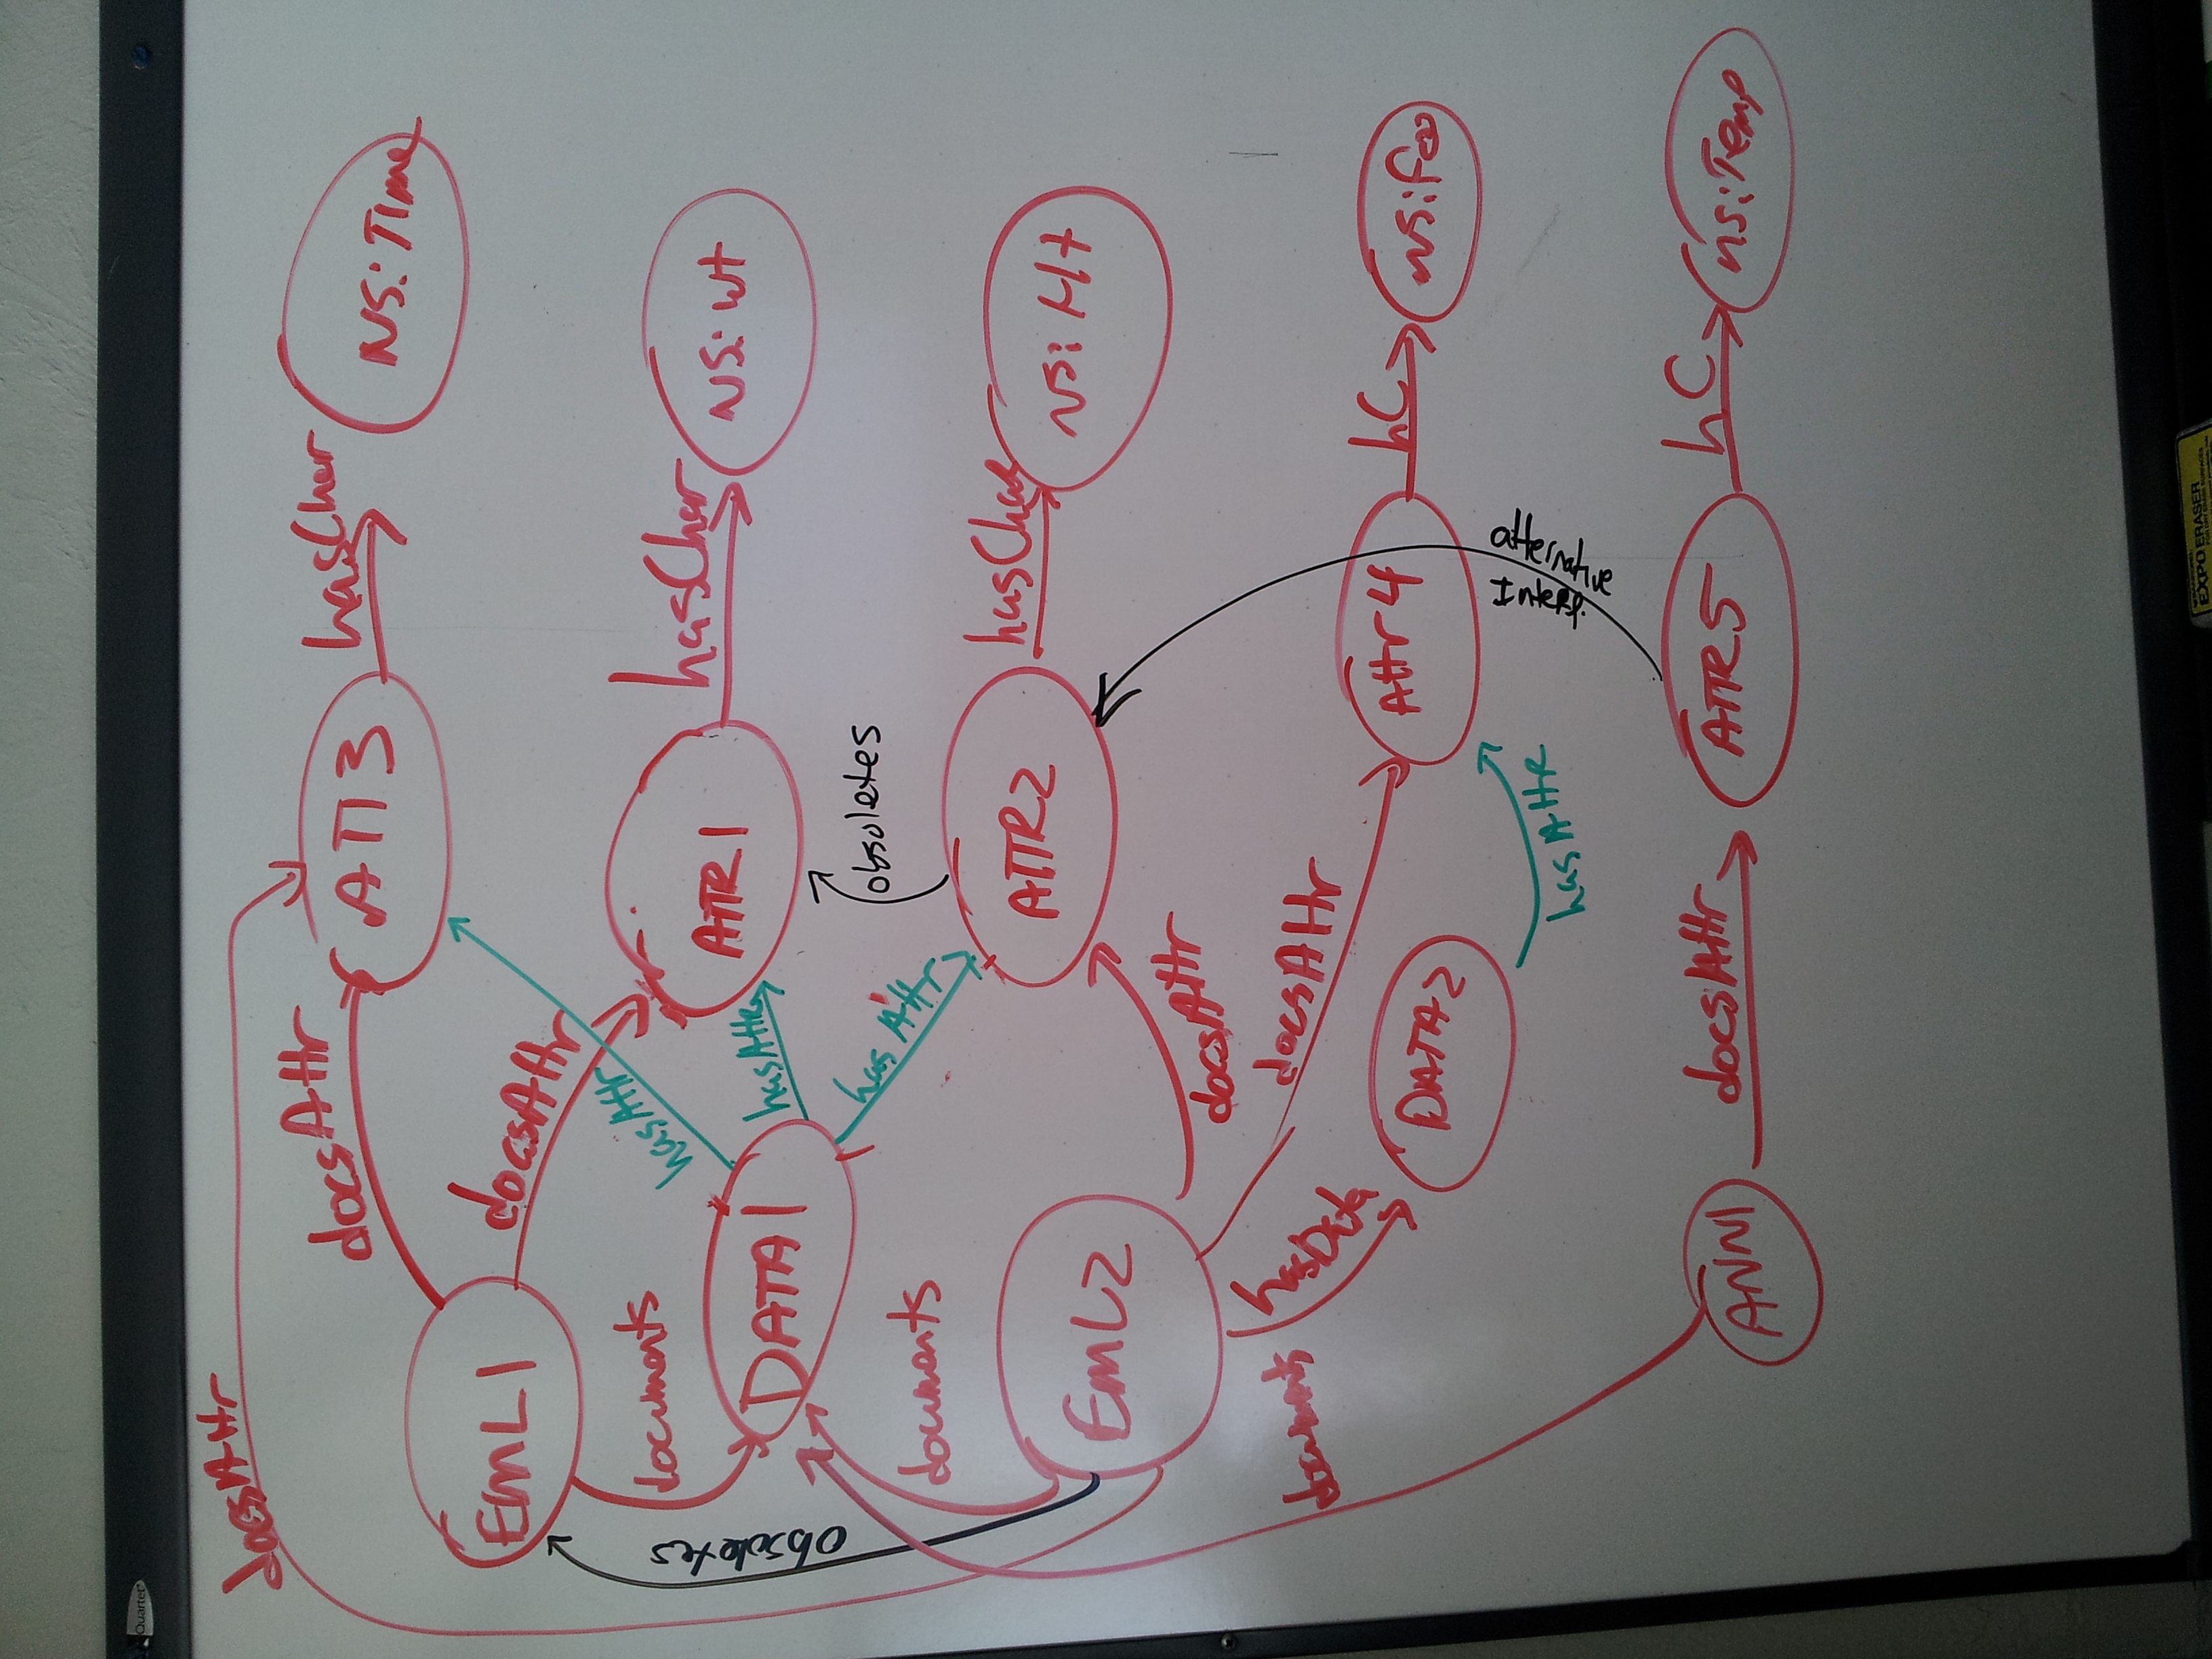 Quartet
docsAttr
docsAttr
ATT3
hasChar
NS:Time
EML1
docsAttr
hasAttr
documents
obsoletes
DATA1
hasAttr
ATTR1
hasChar
NS:Wt
has Attr
obsoletes
documents
EML2
ATTR2
hasChar
NS:Ht
docsAttr
documents
hasData
docsAttr
DATA2
Attr4
hC
ns:Foo
hasAttR
alternative
Interp.
ANN1
docsAttr
ATTR5
hC
ns:Temp
EXPO ERASER